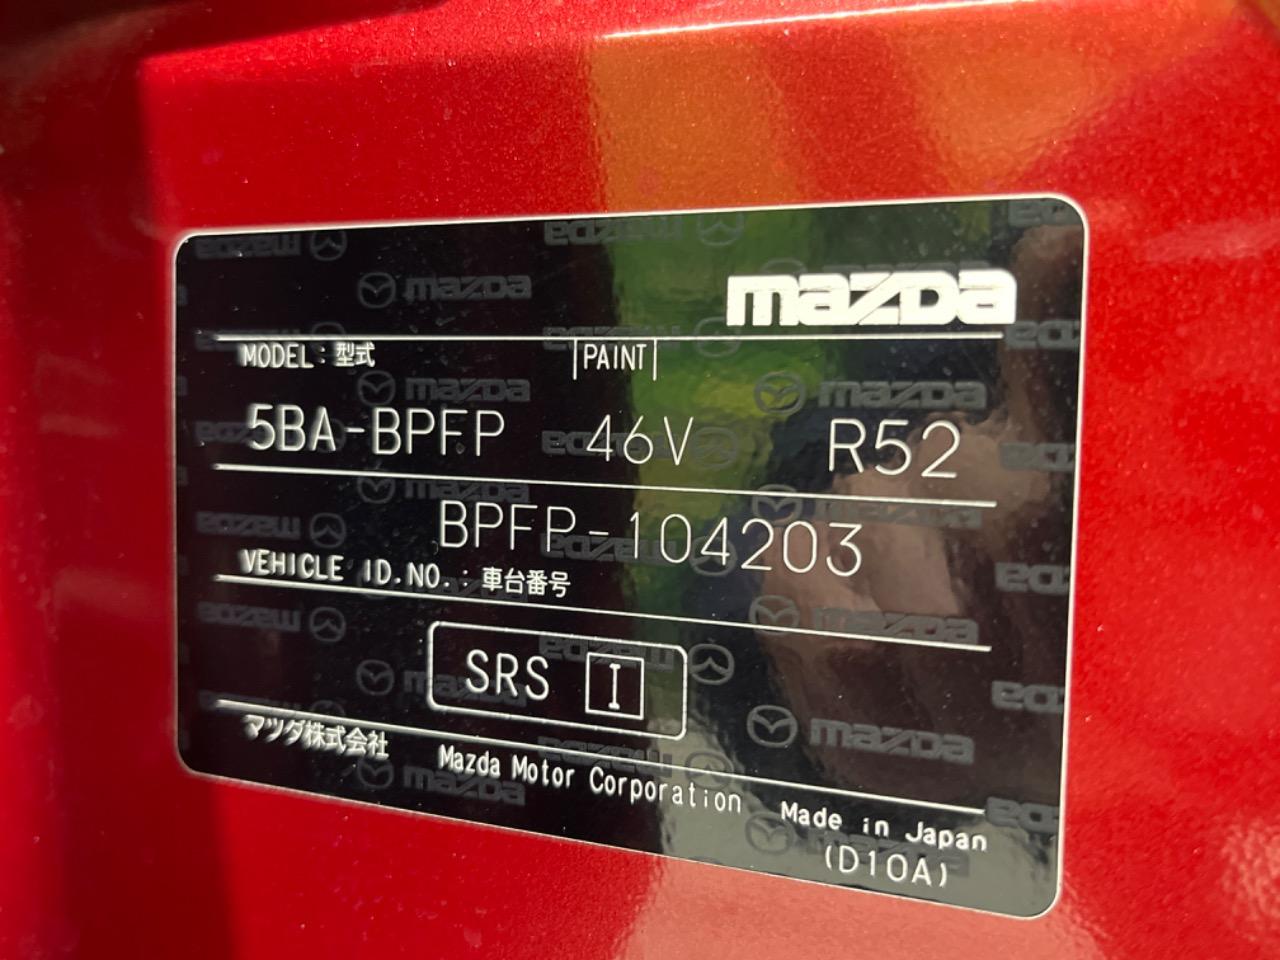 mazda
MODEL : 型式 PAINT
5BA-BPFP 46V R52
BPFP-104203
VEHICLE ID.NO. : 車台番号
SRS I
マツダ株式会社 Mazda Motor Corporation Made in Japan
(D10A)